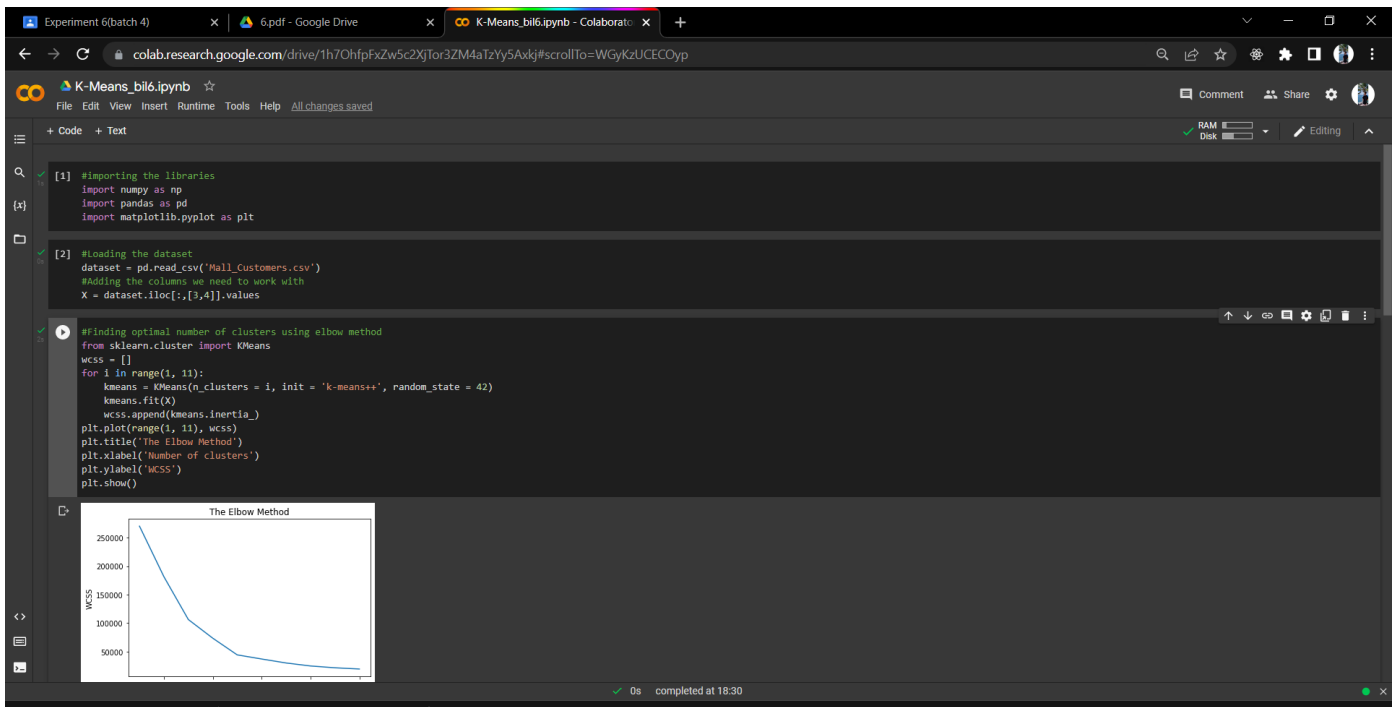 Experiment 6(batch 4)
6.pdf - Google Drive
K-Means_bil6.ipynb - Colaborato
colab.research.google.com/drive/1h7OhfpFxZw5c2XjTor3ZM4aTzYy5Axkj#scrollTo=WGyKzUCECOyp
K-Means_bil6.ipynb
Comment Share
File Edit View Insert Runtime Tools Help All changes saved
+ Code + Text
RAM
Disk
Editing
{x}
1s
[1] #importing the libraries
import numpy as np
import pandas as pd
import matplotlib.pyplot as plt
0s
[2] #Loading the dataset
dataset = pd.read_csv('Mall_Customers.csv')
#Adding the columns we need to work with
X = dataset.iloc[:,[3,4]].values
2s
#Finding optimal number of clusters using elbow method
from sklearn.cluster import KMeans
wcss = []
for i in range(1, 11):
    kmeans = KMeans(n_clusters = i, init = 'k-means++', random_state = 42)
    kmeans.fit(X)
    wcss.append(kmeans.inertia_)
plt.plot(range(1, 11), wcss)
plt.title('The Elbow Method')
plt.xlabel('Number of clusters')
plt.ylabel('WCSS')
plt.show()
The Elbow Method
250000
200000
150000
100000
50000
WCSS
0s completed at 18:30